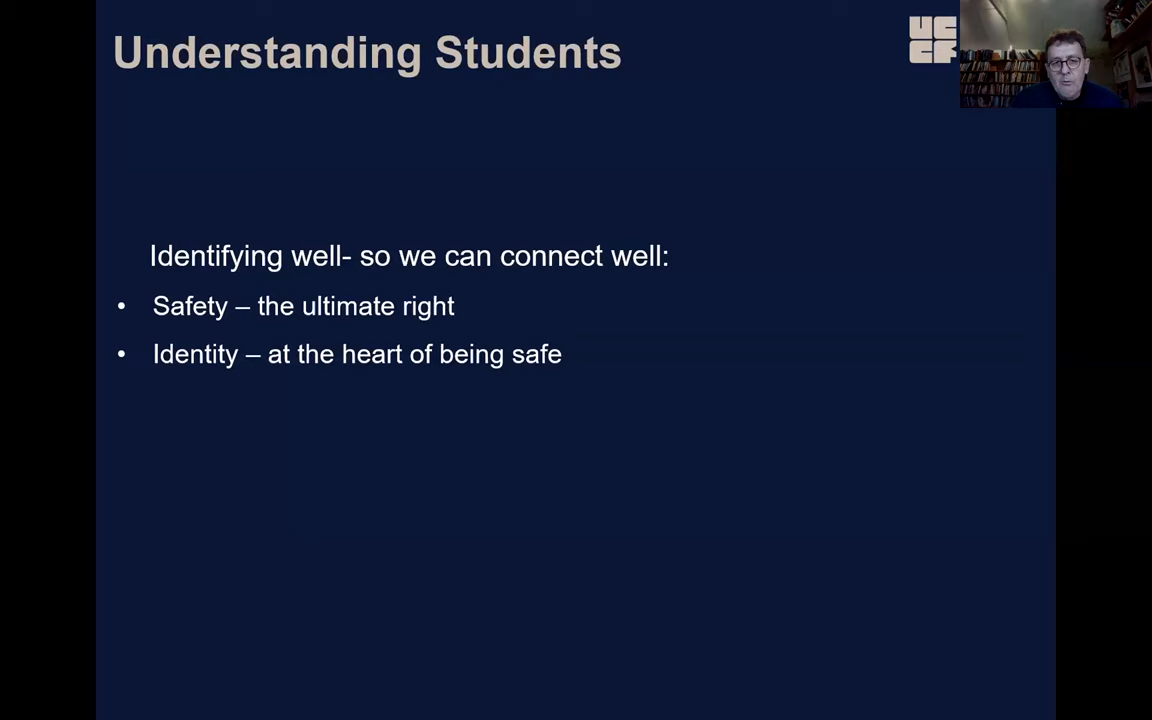 Understanding Students
UC
CF
Identifying well- so we can connect well:
• Safety – the ultimate right
• Identity – at the heart of being safe